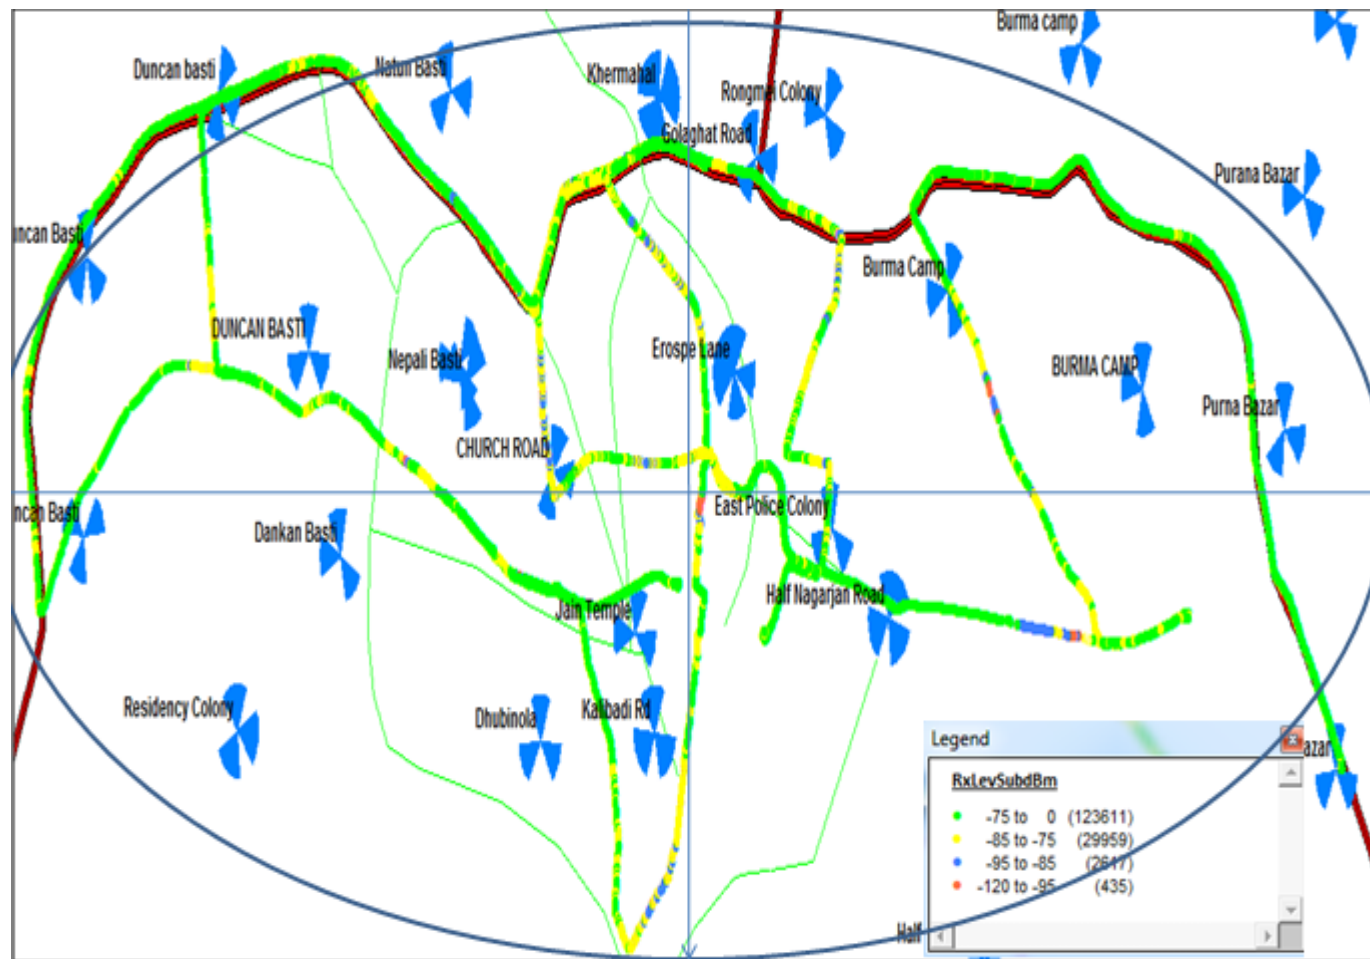 Burma camp
Duncan basti
Natun Basti
Khermahal
Rongmei Colony
Golaghat Road
Purana Bazar
uncan Basti
Burma Camp
DUNCAN BASTI
Nepali Basti
Erospe Lane
BURMA CAMP
Purna Bazar
CHURCH ROAD
East Police Colony
ncan Basti
Dankan Basti
Half Nagarjan Road
Jain Temple
Residency Colony
Dhubinola
Kalibadi Rd
Legend
azar
RxLevSubdBm
-75 to 0 (123611)
-85 to -75 (29959)
-95 to -85 (2617)
-120 to -95 (435)
Half